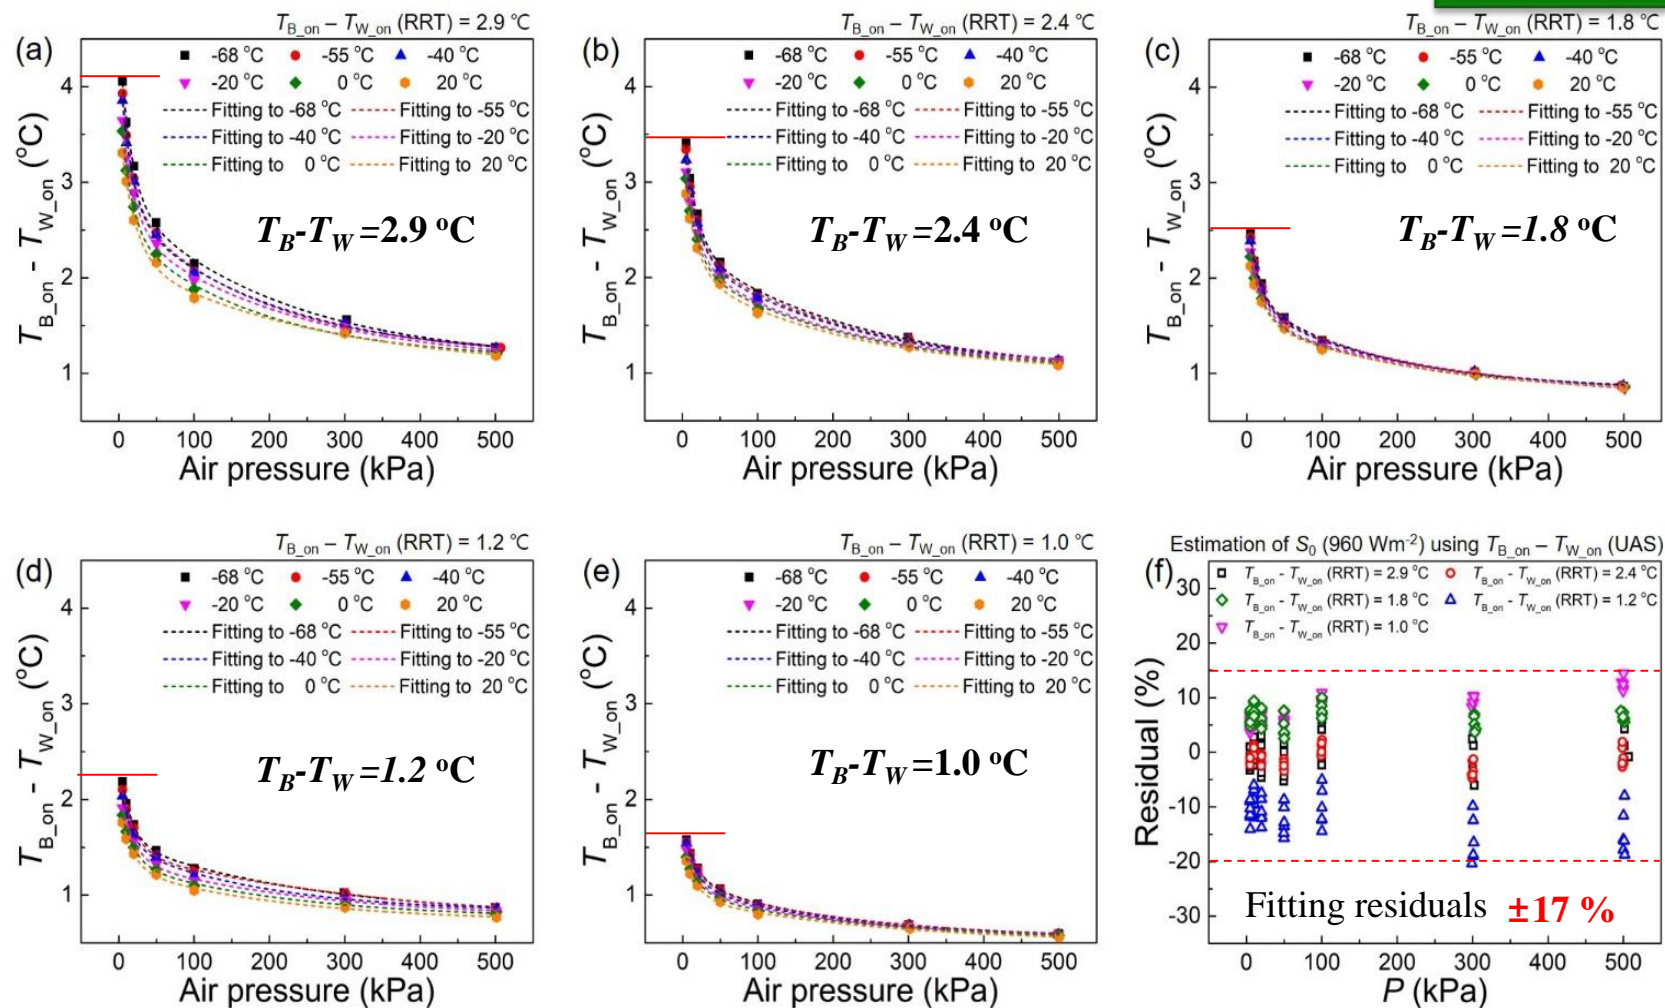 T_B_on – T_W_on (RRT) = 2.9 °C
(a)
-68 °C -55 °C -40 °C
-20 °C 0 °C 20 °C
Fitting to -68 °C Fitting to -55 °C
Fitting to -40 °C Fitting to -20 °C
Fitting to 0 °C Fitting to 20 °C
T_B-T_W =2.9 °C
T_B_on - T_W_on (°C)
4
3
2
1
0 100 200 300 400 500
Air pressure (kPa)
T_B_on – T_W_on (RRT) = 2.4 °C
(b)
-68 °C -55 °C -40 °C
-20 °C 0 °C 20 °C
Fitting to -68 °C Fitting to -55 °C
Fitting to -40 °C Fitting to -20 °C
Fitting to 0 °C Fitting to 20 °C
T_B-T_W =2.4 °C
T_B_on - T_W_on (°C)
4
3
2
1
0 100 200 300 400 500
Air pressure (kPa)
T_B_on – T_W_on (RRT) = 1.8 °C
(c)
-68 °C -55 °C -40 °C
-20 °C 0 °C 20 °C
Fitting to -68 °C Fitting to -55 °C
Fitting to -40 °C Fitting to -20 °C
Fitting to 0 °C Fitting to 20 °C
T_B-T_W =1.8 °C
T_B_on - T_W_on (°C)
4
3
2
1
0 100 200 300 400 500
Air pressure (kPa)
T_B_on – T_W_on (RRT) = 1.2 °C
(d)
-68 °C -55 °C -40 °C
-20 °C 0 °C 20 °C
Fitting to -68 °C Fitting to -55 °C
Fitting to -40 °C Fitting to -20 °C
Fitting to 0 °C Fitting to 20 °C
T_B-T_W =1.2 °C
T_B_on - T_W_on (°C)
4
3
2
1
0 100 200 300 400 500
Air pressure (kPa)
T_B_on – T_W_on (RRT) = 1.0 °C
(e)
-68 °C -55 °C -40 °C
-20 °C 0 °C 20 °C
Fitting to -68 °C Fitting to -55 °C
Fitting to -40 °C Fitting to -20 °C
Fitting to 0 °C Fitting to 20 °C
T_B-T_W =1.0 °C
T_B_on - T_W_on (°C)
4
3
2
1
0 100 200 300 400 500
Air pressure (kPa)
Estimation of S₀ (960 Wm⁻²) using T_B_on – T_W_on (UAS)
(f)
T_B_on - T_W_on (RRT) = 2.9 °C T_B_on - T_W_on (RRT) = 2.4 °C
T_B_on - T_W_on (RRT) = 1.8 °C T_B_on - T_W_on (RRT) = 1.2 °C
T_B_on - T_W_on (RRT) = 1.0 °C
Residual (%)
30
20
10
0
-10
-20
-30
Fitting residuals ±17 %
0 100 200 300 400 500
P (kPa)